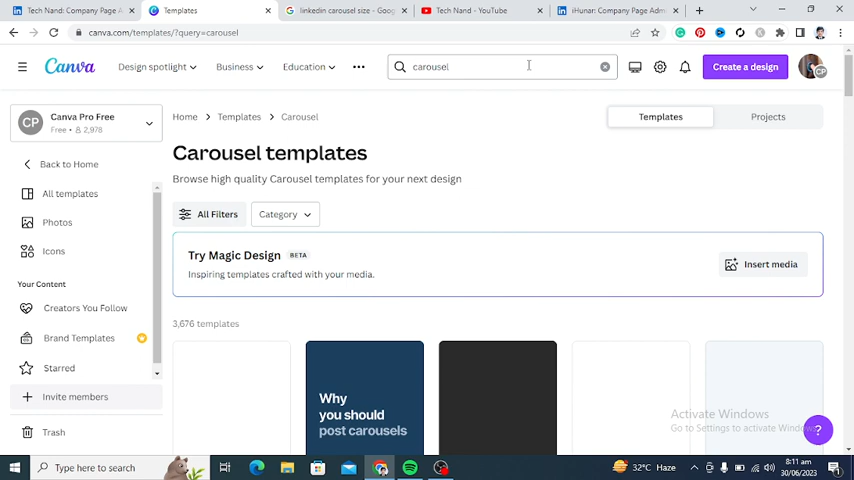 Tech Nand: Company Page A
Templates
linkedin carousel size - Goog
Tech Nand - YouTube
iHunar: Company Page Adm
canva.com/templates/?query=carousel
Canva
Design spotlight
Business
Education
carousel
Create a design
CP
CP
Canva Pro Free
Free • 2,978
Home
Templates
Carousel
Templates
Projects
Back to Home
Carousel templates
Browse high quality Carousel templates for your next design
All templates
Photos
Icons
All Filters
Category
Try Magic Design BETA
Inspiring templates crafted with your media.
Insert media
Your Content
Creators You Follow
Brand Templates
Starred
Invite members
Trash
3,676 templates
Why
you should
post carousels
Activate Windows
Go to Settings to activate Windows.
?
Type here to search
32°C Haze
8:11 am
30/06/2023